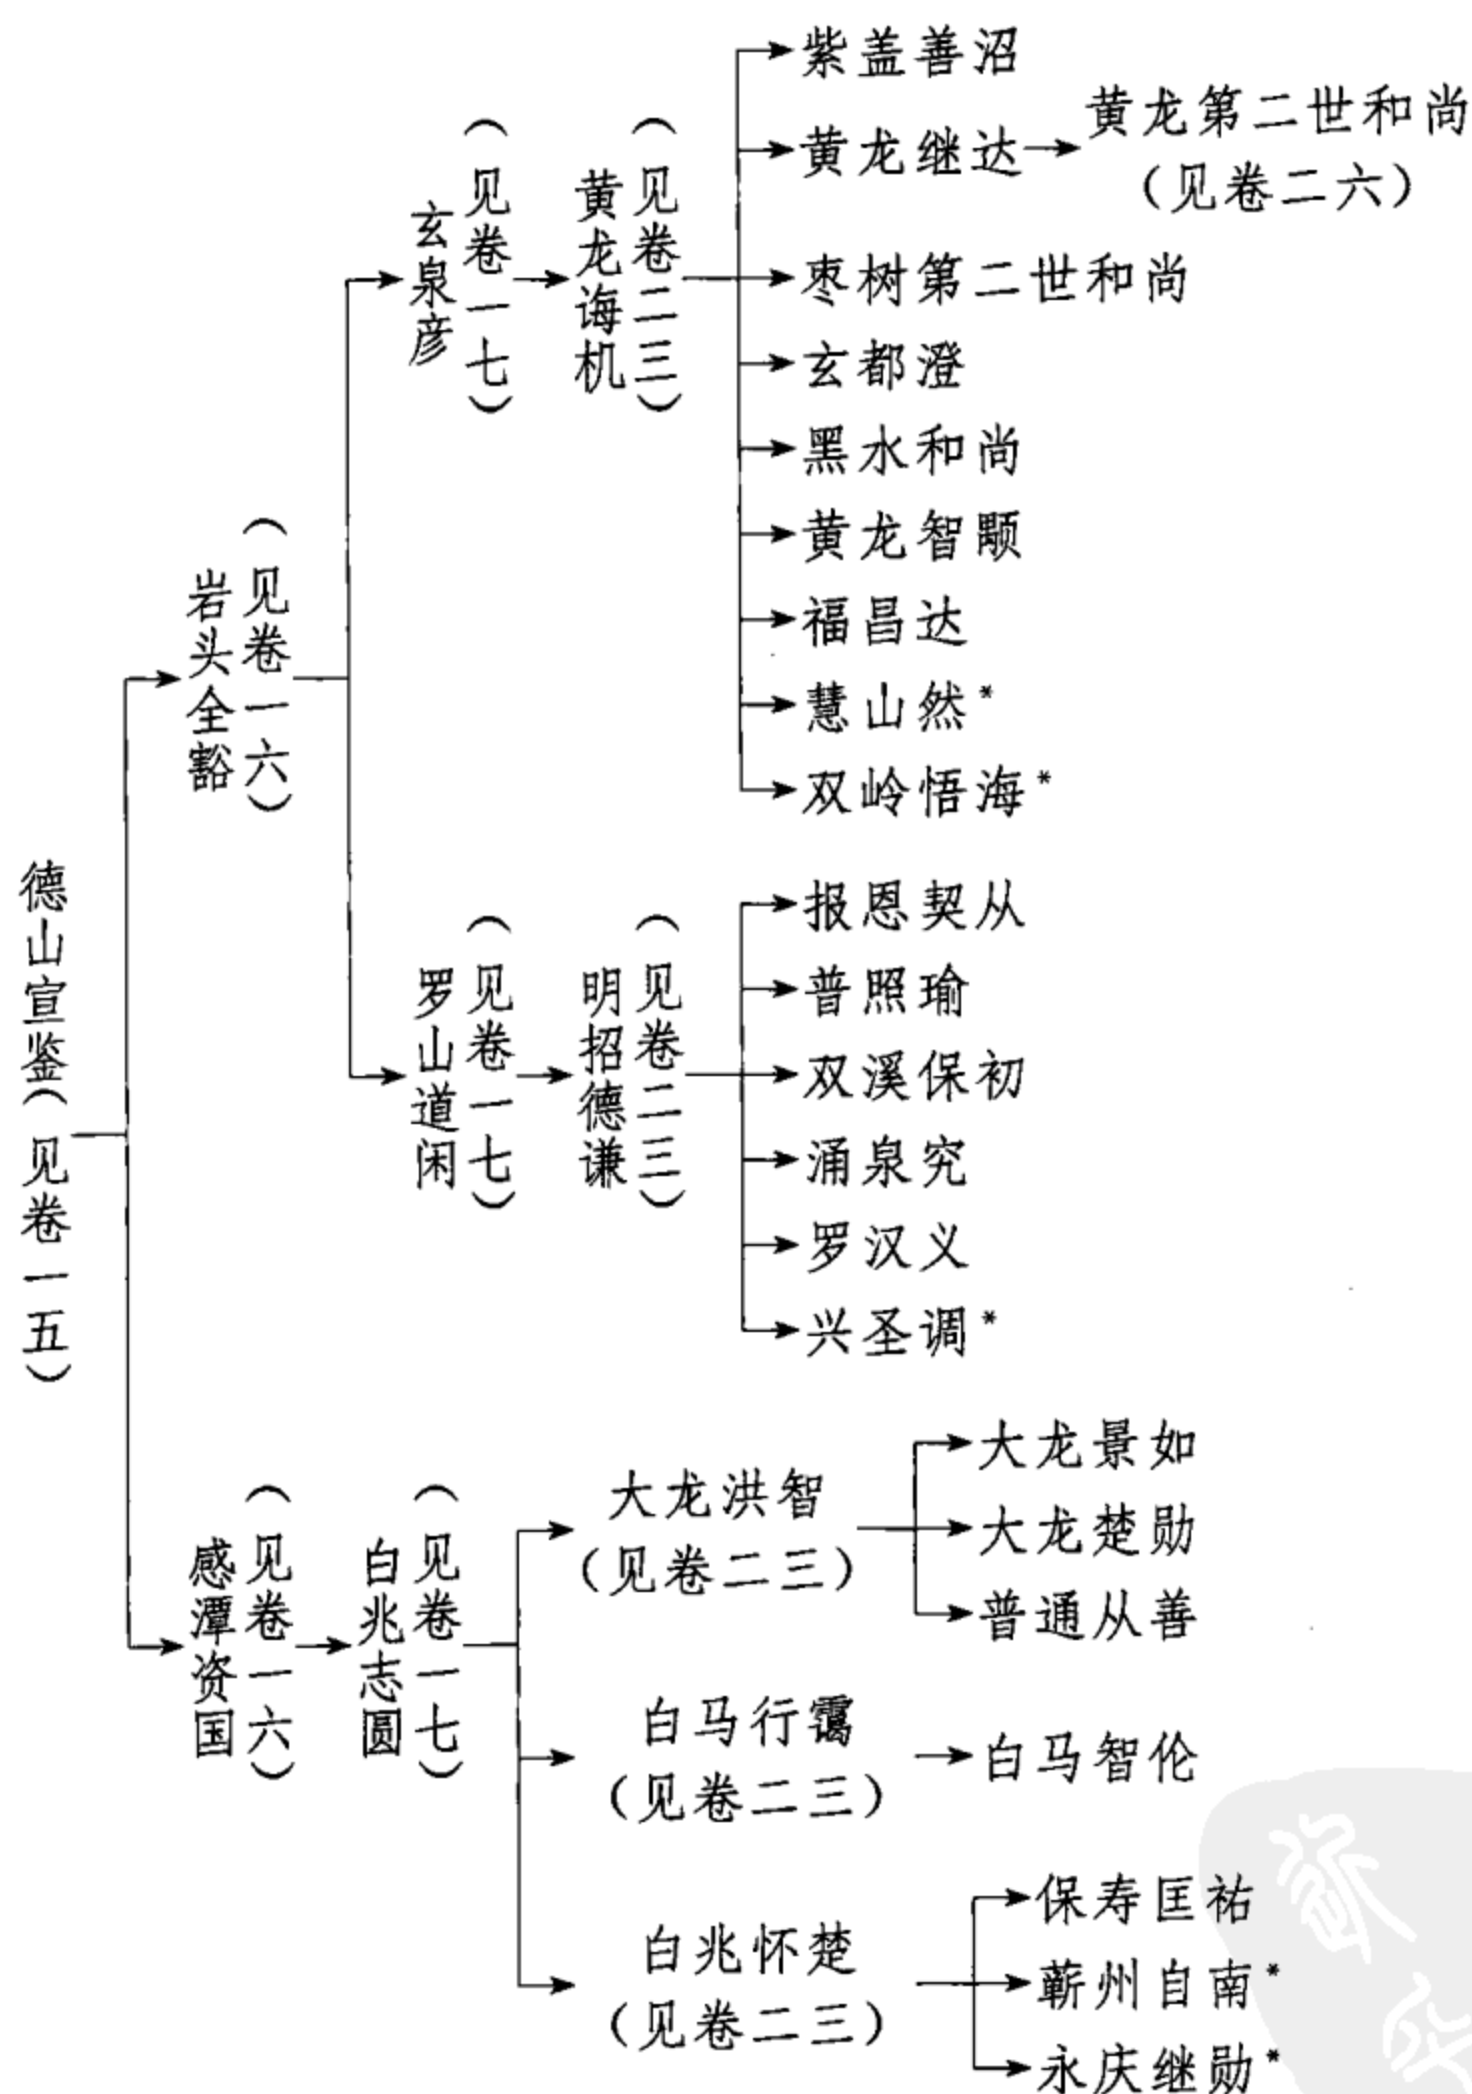 德山宣鉴(见卷一五)
岩头全豁
(见卷一六)
玄泉彦
(见卷一七)
黄龙诲机
(见卷二三)
紫盖善沼
黄龙继达
黄龙第二世和尚
(见卷二六)
枣树第二世和尚
玄都澄
黑水和尚
黄龙智颙
福昌达
慧山然*
双岭悟海*
罗山道闲
(见卷一七)
明招德谦
(见卷二三)
报恩契从
普照瑜
双溪保初
涌泉究
罗汉义
兴圣调*
感潭资国
(见卷一六)
白兆志圆
(见卷一七)
大龙洪智
(见卷二三)
大龙景如
大龙楚勋
普通从善
白马行霭
(见卷二三)
白马智伦
白兆怀楚
(见卷二三)
保寿匡祐
蕲州自南*
永庆继勋*